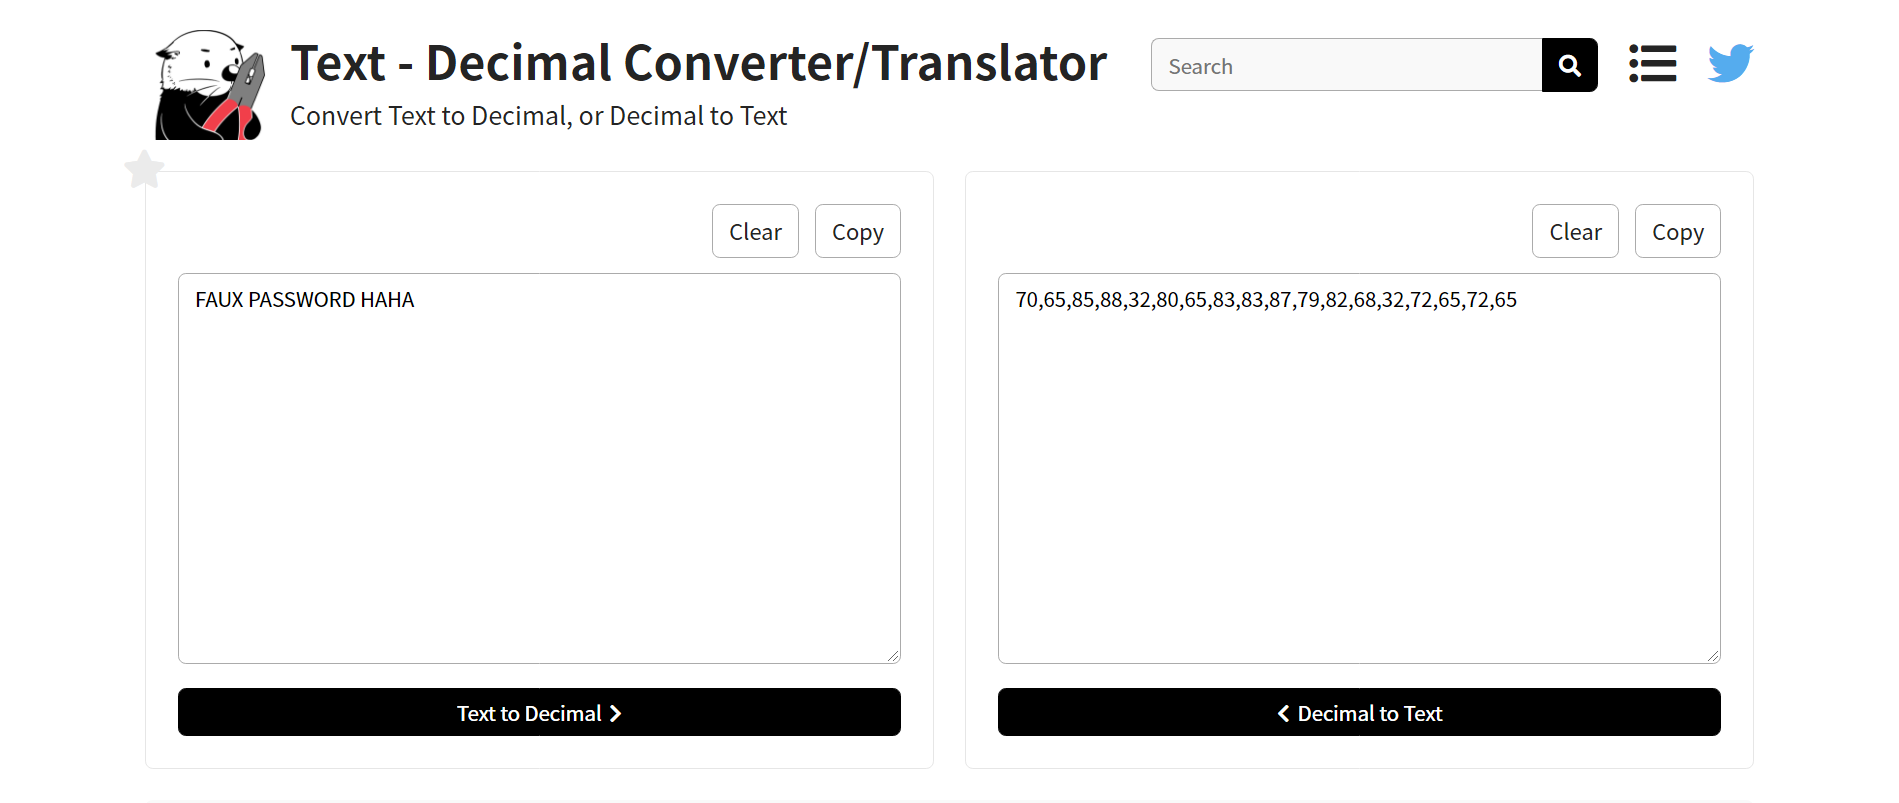 Text - Decimal Converter/Translator
Convert Text to Decimal, or Decimal to Text
Search
Clear
Copy
FAUX PASSWORD HAHA
Text to Decimal
Clear
Copy
70,65,85,88,32,80,65,83,83,87,79,82,68,32,72,65,72,65
Decimal to Text